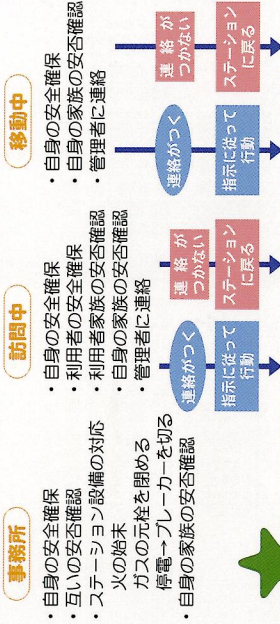 事務所
・自身の安全確保
・互いの安否確認
・ステーション設備の対応
火の始末
ガスの元栓を閉める
停電→ブレーカーを切る
・自身の家族の安否確認
訪問中
・自身の安全確保
・利用者の安全確保
・利用者家族の安否確認
・自身の家族の安否確認
・管理者に連絡
連絡がつく
指示に従って
行動
連絡が
つかない
ステーション
に戻る
移動中
・自身の安全確保
・自身の家族の安否確認
・管理者に連絡
連絡がつく
指示に従って
行動
連絡が
つかない
ステーション
に戻る